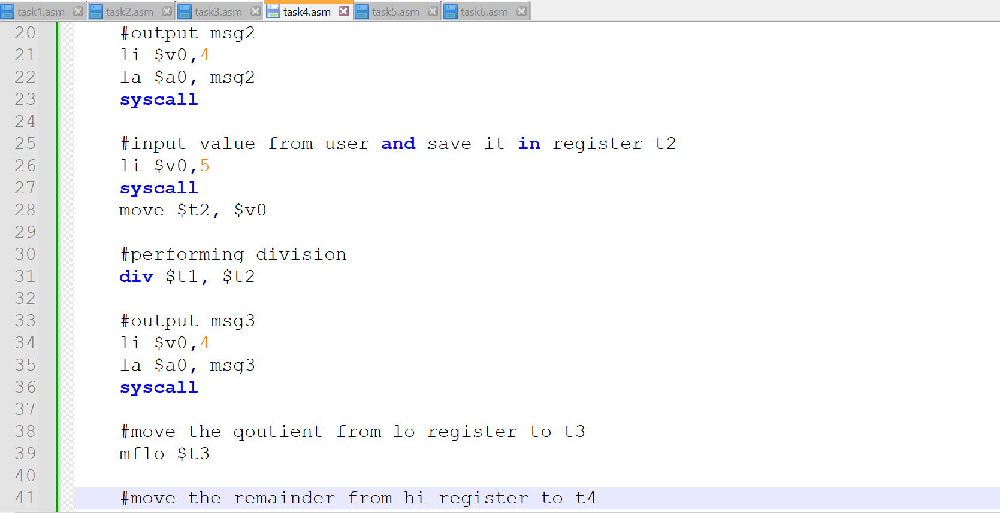 task1.asm task2.asm task3.asm task4.asm task5.asm task6.asm
20 #output msg2
21 li $v0,4
22 la $a0, msg2
23 syscall
24
25 #input value from user and save it in register t2
26 li $v0,5
27 syscall
28 move $t2, $v0
29
30 #performing division
31 div $t1, $t2
32
33 #output msg3
34 li $v0,4
35 la $a0, msg3
36 syscall
37
38 #move the qoutient from lo register to t3
39 mflo $t3
40
41 #move the remainder from hi register to t4